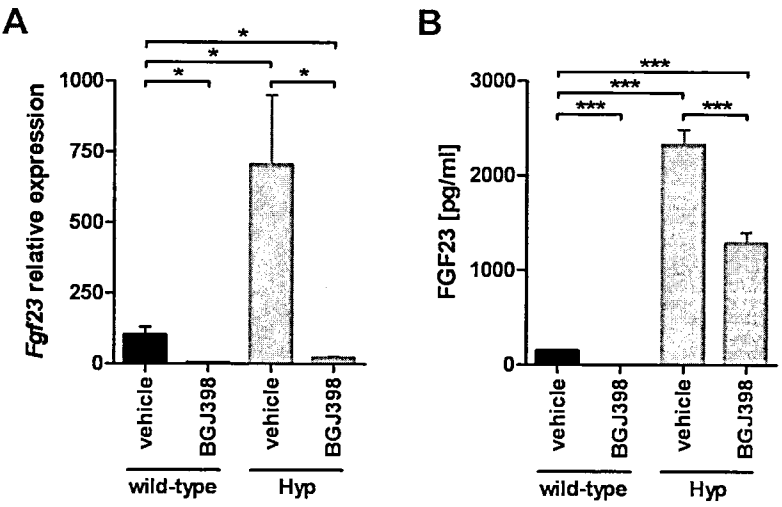 A
*
*
*
*
1000
750
500
250
0
Fgf23 relative expression
vehicle
BGJ398
vehicle
BGJ398
wild-type
Hyp
B
***
***
***
***
3000
2000
1000
0
FGF23 [pg/ml]
vehicle
BGJ398
vehicle
BGJ398
wild-type
Hyp